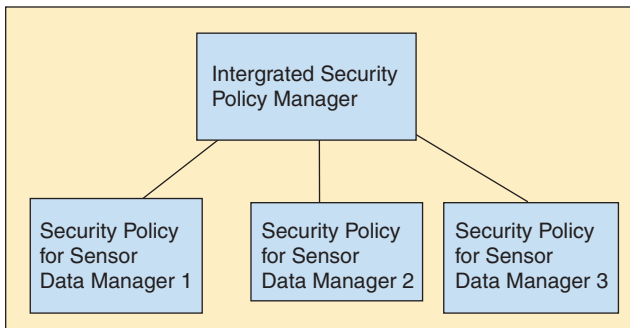 Intergrated Security
Policy Manager
Security Policy
for Sensor
Data Manager 1
Security Policy
for Sensor
Data Manager 2
Security Policy
for Sensor
Data Manager 3